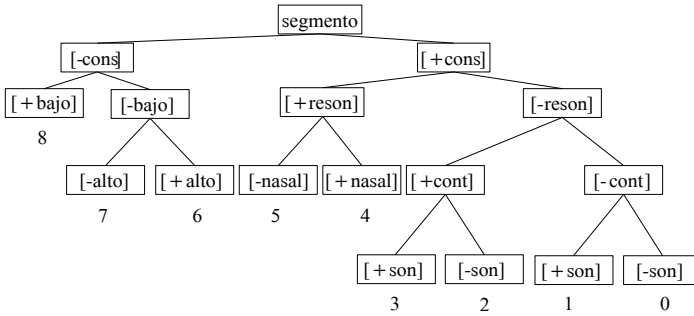 segmento
[-cons] [+cons]
[+bajo] [-bajo] [+reson] [-reson]
8
[-alto] [+alto] [-nasal] [+nasal] [+cont] [-cont]
7 6 5 4
[+son] [-son] [+son] [-son]
3 2 1 0